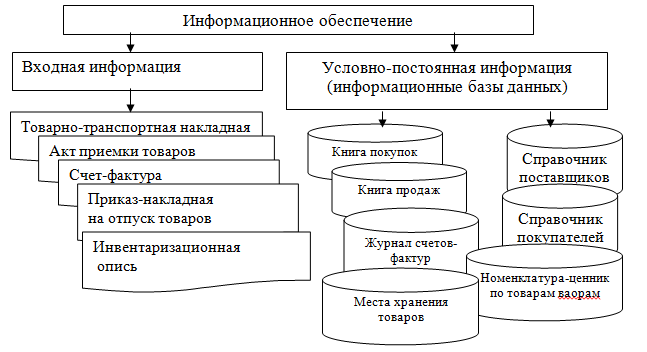 Информационное обеспечение
Входная информация
Условно-постоянная информация
(информационные базы данных)
Товарно-транспортная накладная
Акт приемки товаров
Счет-фактура
Приказ-накладная
на отпуск товаров
Инвентаризационная
опись
Книга покупок
Книга продаж
Журнал счетов-
фактур
Места хранения
товаров
Справочник
поставщиков
Справочник
покупателей
Номенклатура-ценник
по товарам ваорам